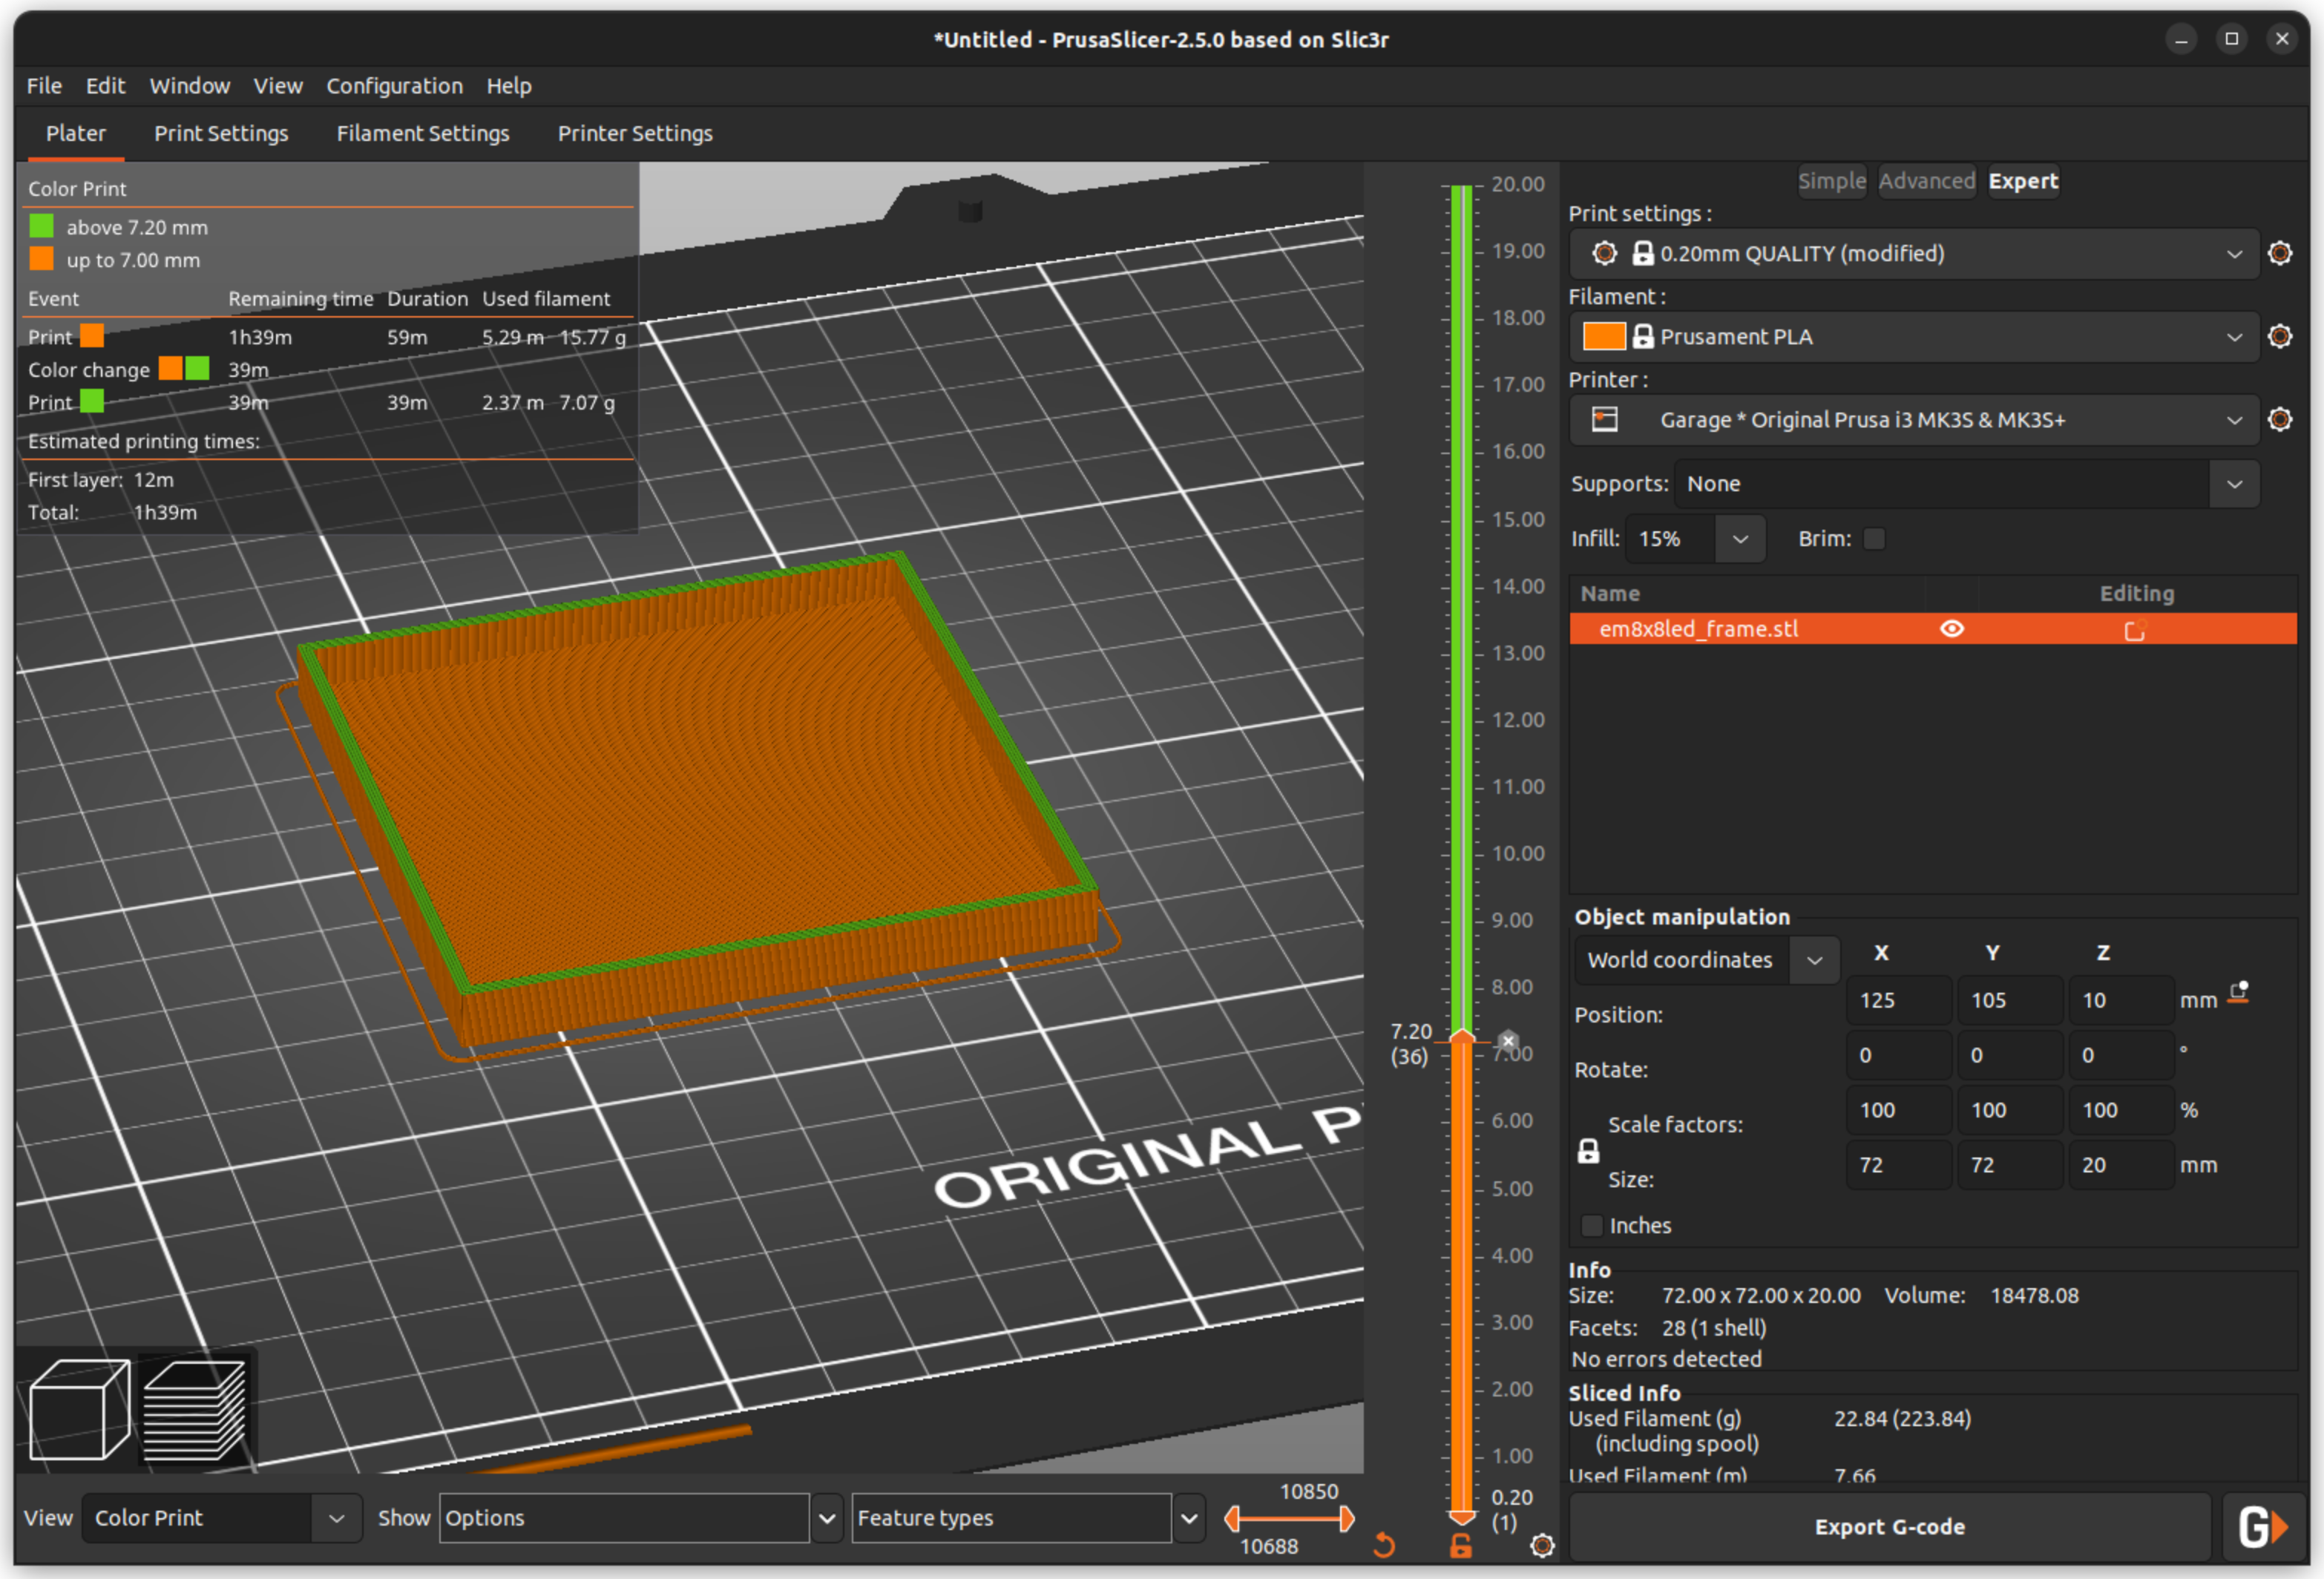 *Untitled - PrusaSlicer-2.5.0 based on Slic3r
File Edit Window View Configuration Help
Plater Print Settings Filament Settings Printer Settings
Color Print
above 7.20 mm
up to 7.00 mm
Event Remaining time Duration Used filament
Print 1h39m 59m 5.29 m 15.77 g
Color change 39m
Print 39m 39m 2.37 m 7.07 g
Estimated printing times:
First layer: 12m
Total: 1h39m
ORIGINAL P
20.00
19.00
18.00
17.00
16.00
15.00
14.00
13.00
12.00
11.00
10.00
9.00
8.00
7.20
(36)
7.00
6.00
5.00
4.00
3.00
2.00
1.00
0.20
(1)
Simple Advanced Expert
Print settings :
0.20mm QUALITY (modified)
Filament :
Prusament PLA
Printer :
Garage * Original Prusa i3 MK3S & MK3S+
Supports: None
Infill: 15% Brim:
Name Editing
em8x8led_frame.stl
Object manipulation
World coordinates X Y Z
Position: 125 105 10 mm
Rotate: 0 0 0 °
Scale factors: 100 100 100 %
Size: 72 72 20 mm
Inches
Info
Size: 72.00 x 72.00 x 20.00 Volume: 18478.08
Facets: 28 (1 shell)
No errors detected
Sliced Info
Used Filament (g) 22.84 (223.84)
(including spool)
Used Filament (m) 7.66
View Color Print Show Options Feature types
10850
10688
Export G-code
G